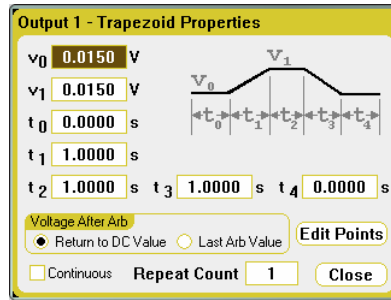 Output 1 - Trapezoid Properties
v0 0.0150 V
v1 0.0150 V
t0 0.0000 s
t1 1.0000 s
t2 1.0000 s t3 1.0000 s t4 0.0000 s
V0 V1
t0 t1 t2 t3 t4
Voltage After Arb
Return to DC Value Last Arb Value
Edit Points
Continuous Repeat Count 1 Close